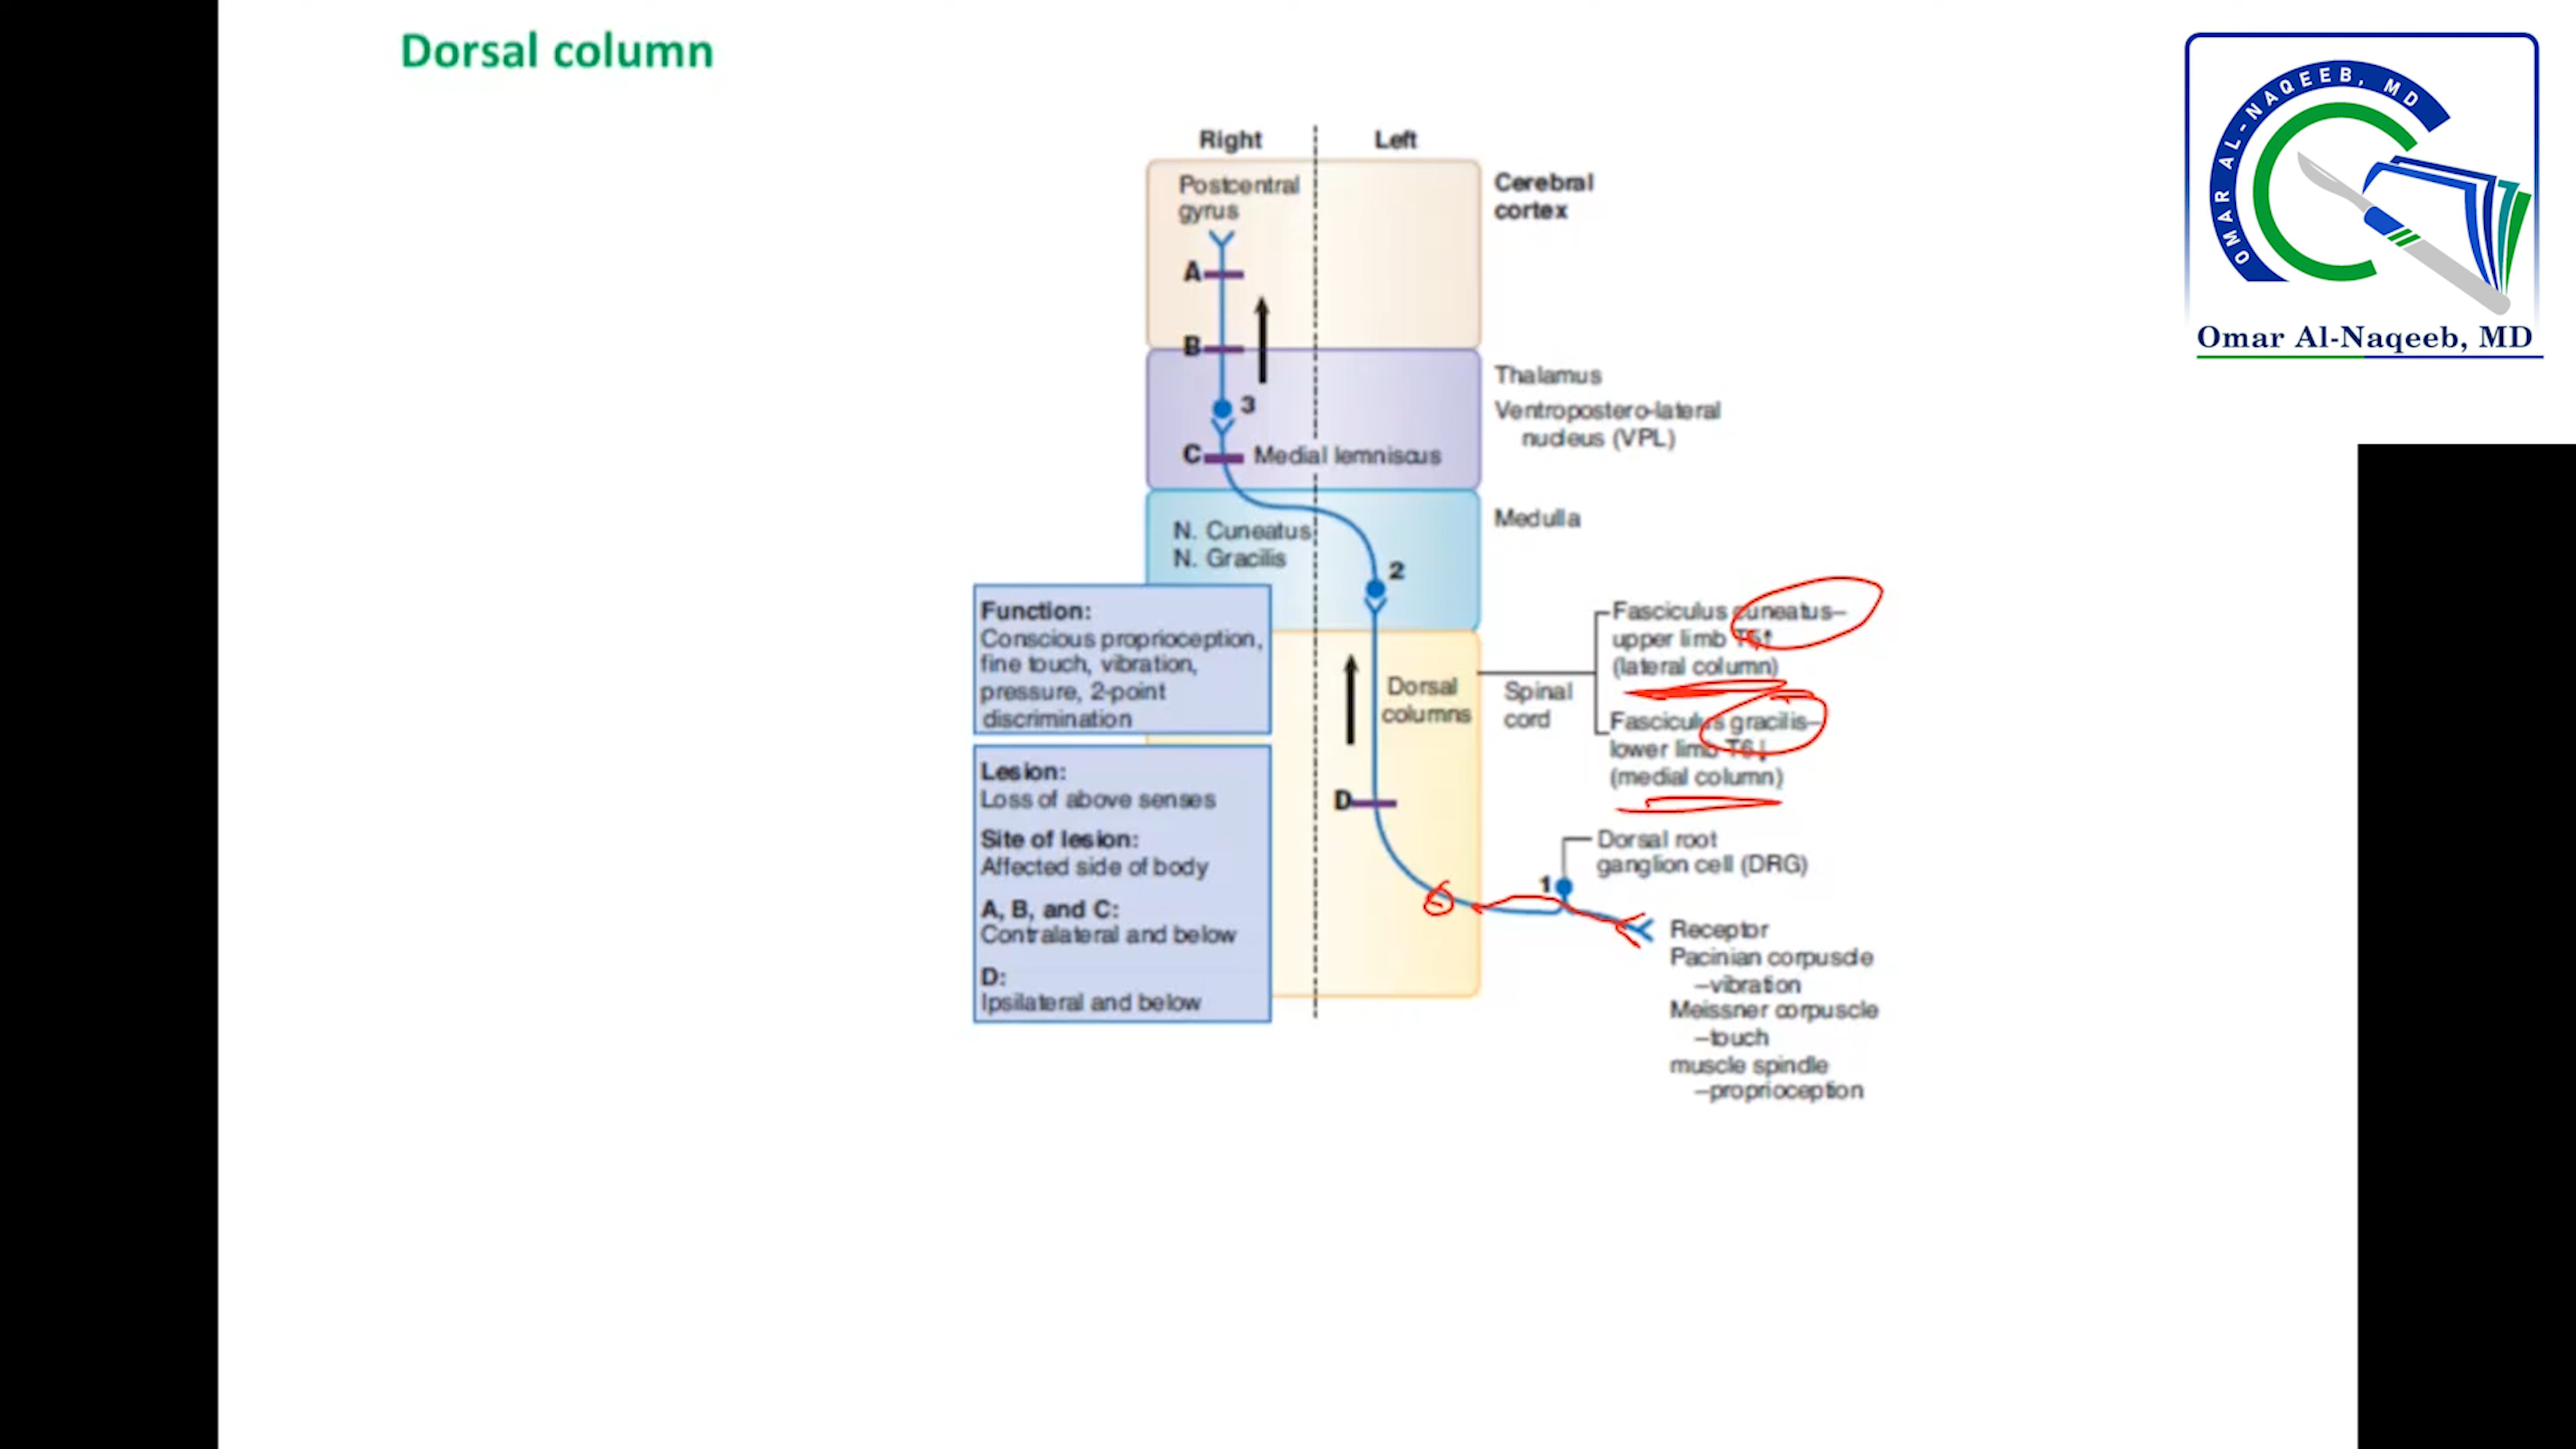 Dorsal column
OMAR AL-NAQEEB, MD
Omar Al-Naqeeb, MD
Right
Left
Postcentral
gyrus
Cerebral
cortex
A
B
Thalamus
Ventropostero-lateral
nucleus (VPL)
3
C
Medial lemniscus
Medulla
N. Cuneatus
N. Gracilis
2
Function:
Conscious proprioception,
fine touch, vibration,
pressure, 2-point
discrimination
Fasciculus cuneatus–
upper limb T5↑
(lateral column)
Dorsal
columns
Spinal
cord
Fasciculus gracilis–
lower limb T6↓
(medial column)
Lesion:
Loss of above senses
Site of lesion:
Affected side of body
A, B, and C:
Contralateral and below
D:
Ipsilateral and below
D
Dorsal root
ganglion cell (DRG)
1
Receptor
Pacinian corpuscle
–vibration
Meissner corpuscle
–touch
muscle spindle
–proprioception